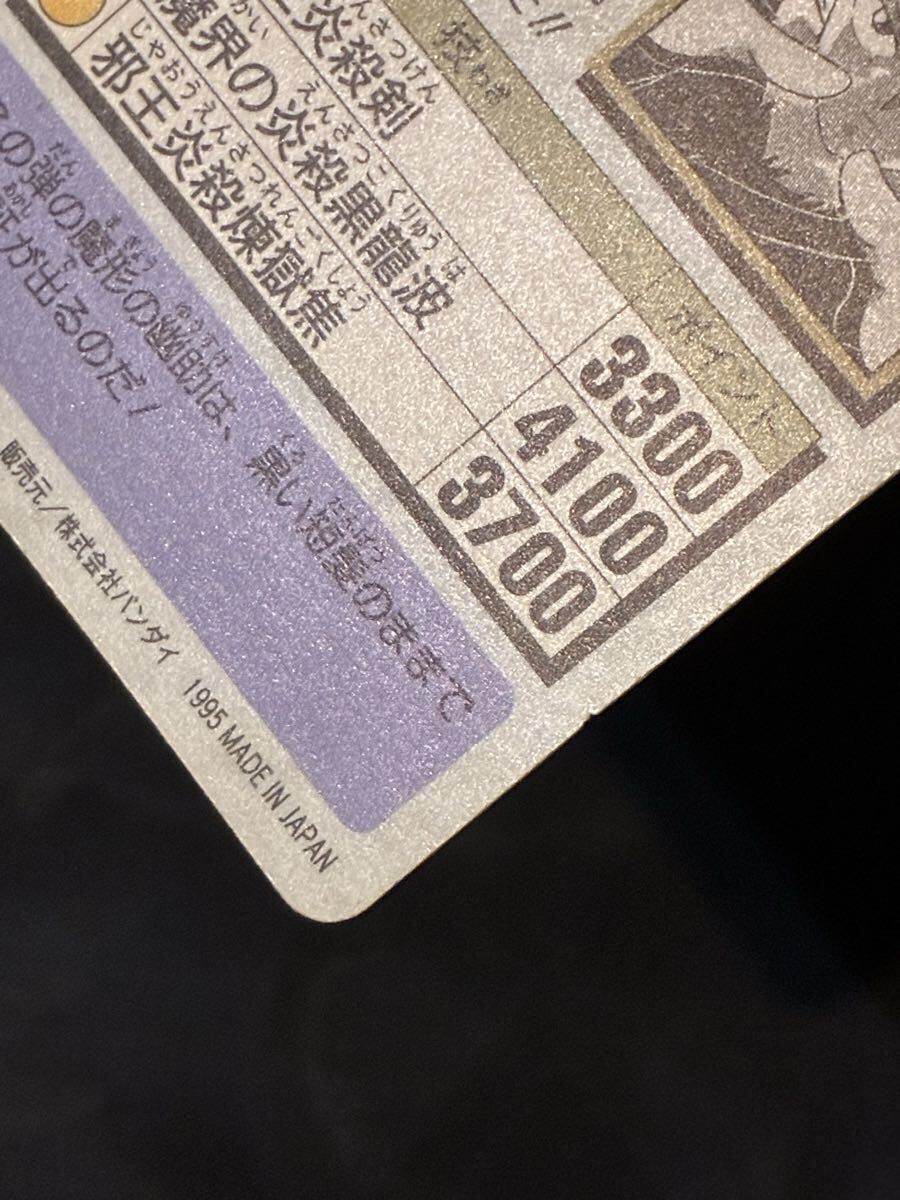 !!
技 ポイント
王炎殺剣 3300
魔界の炎殺黒龍波 4100
邪王炎殺煉獄焦 3700
の弾の魔形の幽助は、黒い短髪のままで
が出るのだ!
販売元/株式会社バンダイ 1995 MADE IN JAPAN